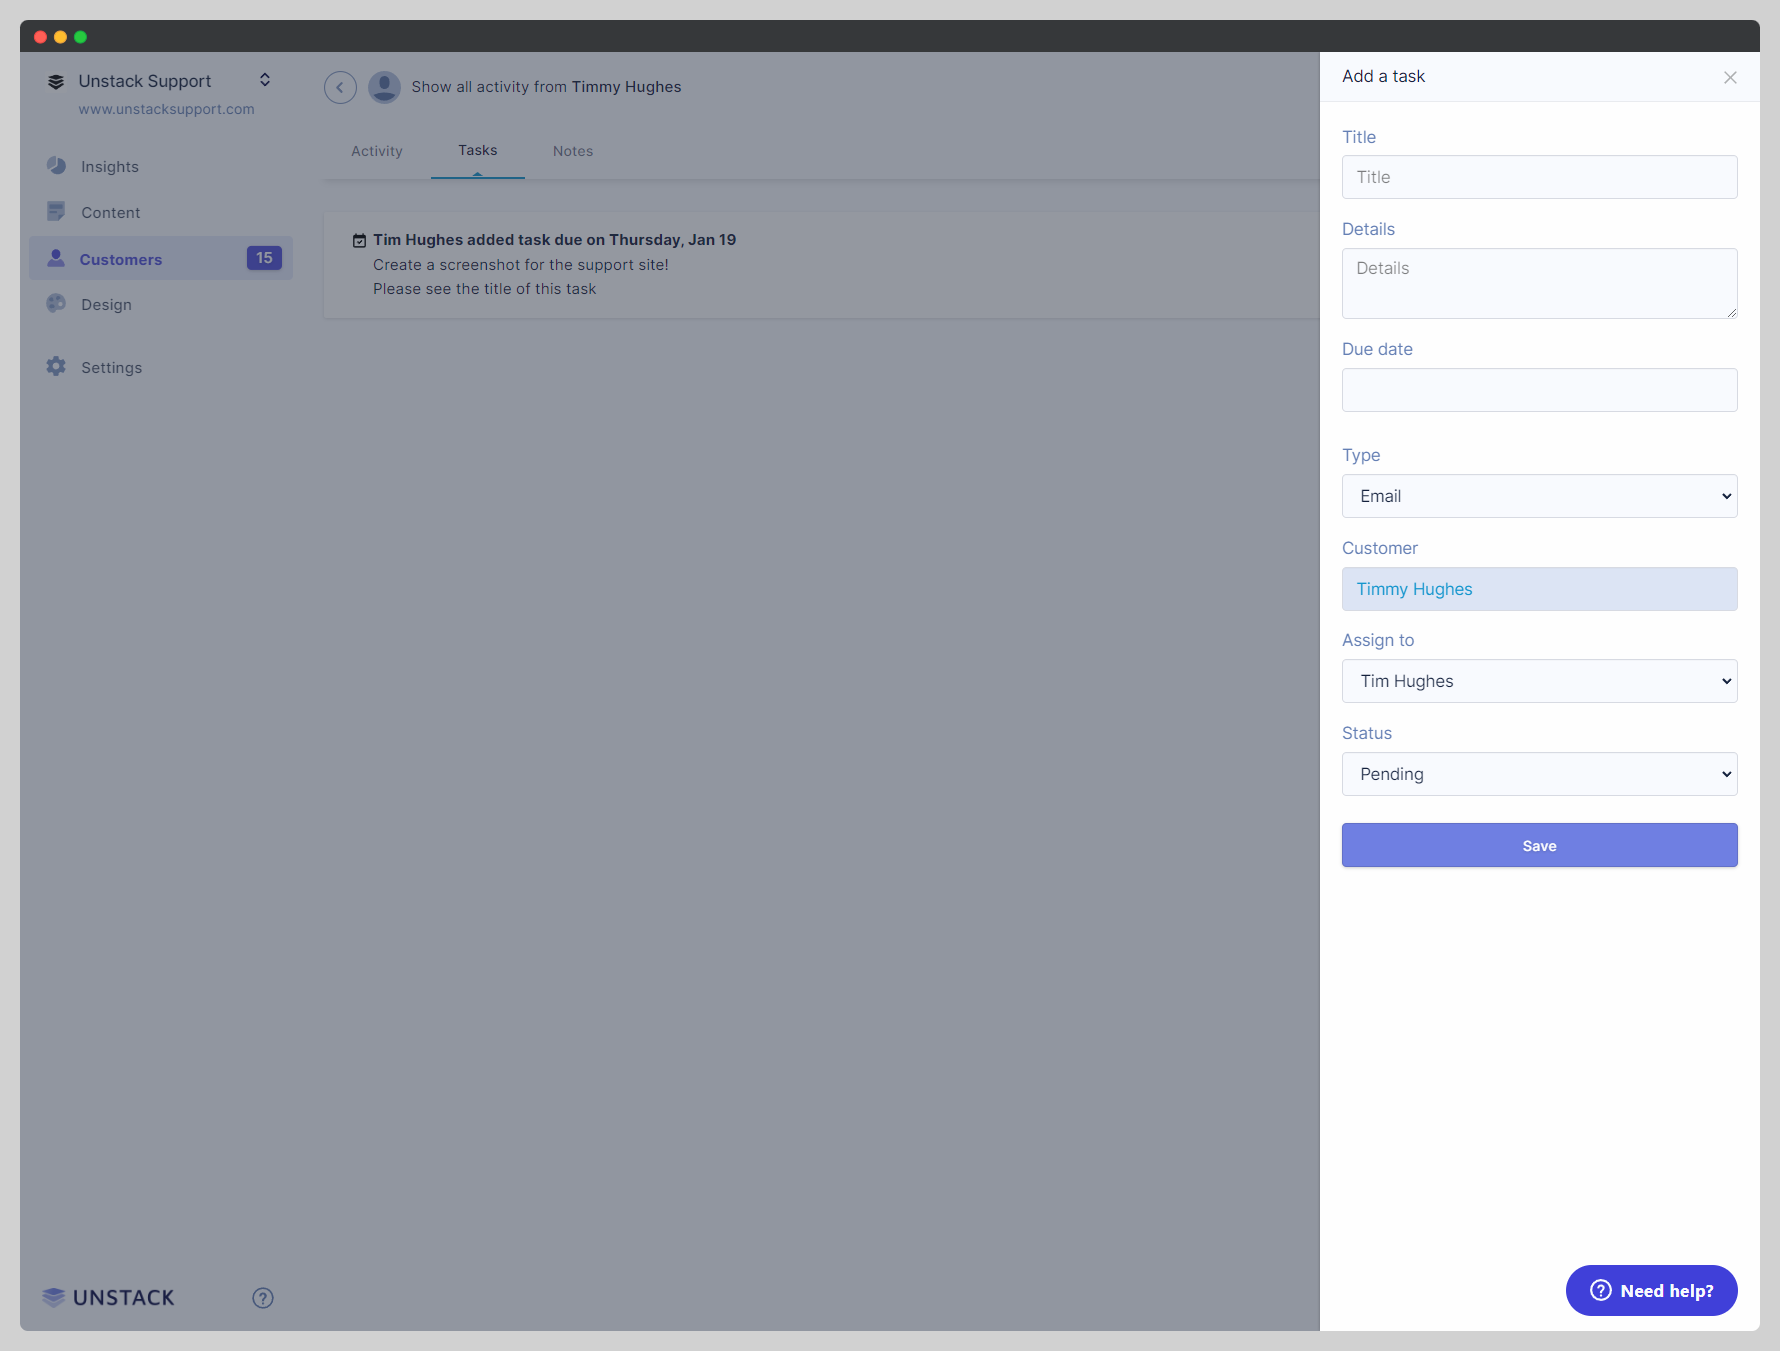 Unstack Support
www.unstacksupport.com
Insights
Content
Customers 15
Design
Settings
UNSTACK
?
Show all activity from Timmy Hughes
Activity Tasks Notes
Tim Hughes added task due on Thursday, Jan 19
Create a screenshot for the support site!
Please see the title of this task
Add a task
Title
Title
Details
Details
Due date
Type
Email
Customer
Timmy Hughes
Assign to
Tim Hughes
Status
Pending
Save
? Need help?